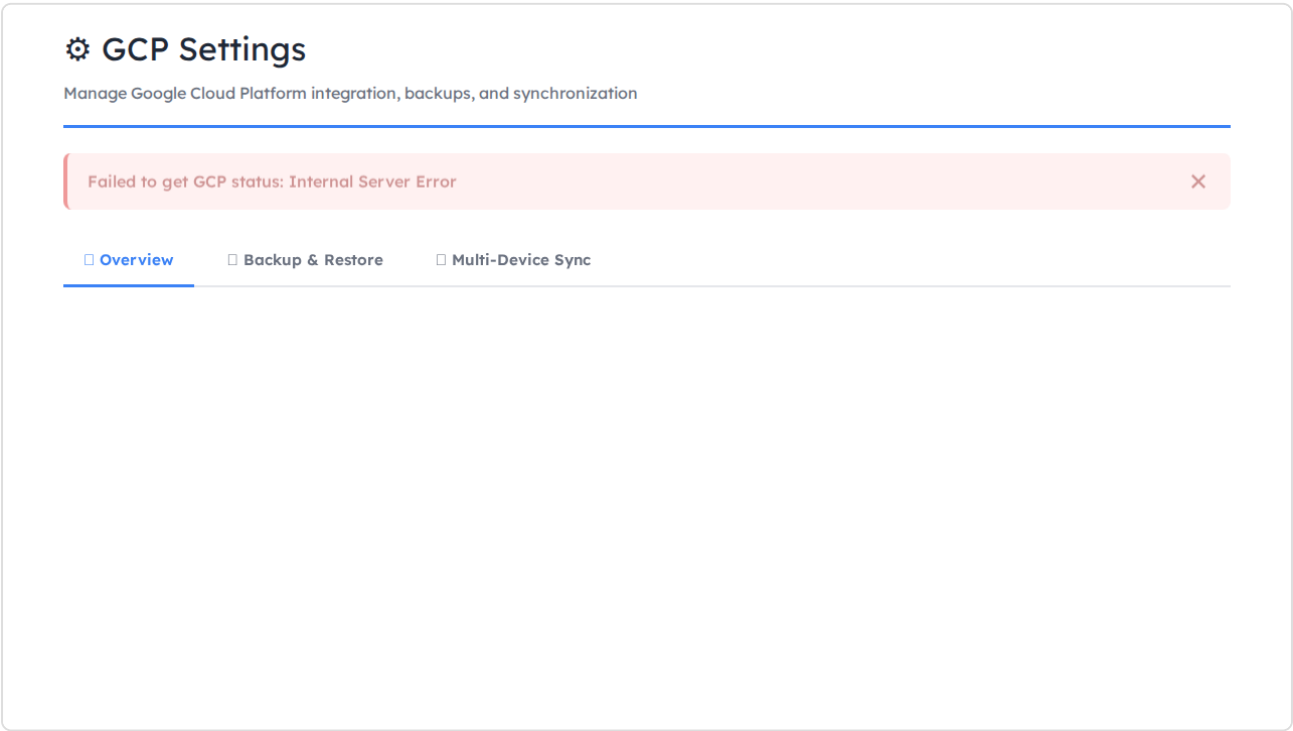 ⚙ GCP Settings
Manage Google Cloud Platform integration, backups, and synchronization
Failed to get GCP status: Internal Server Error ✕
Overview Backup & Restore Multi-Device Sync